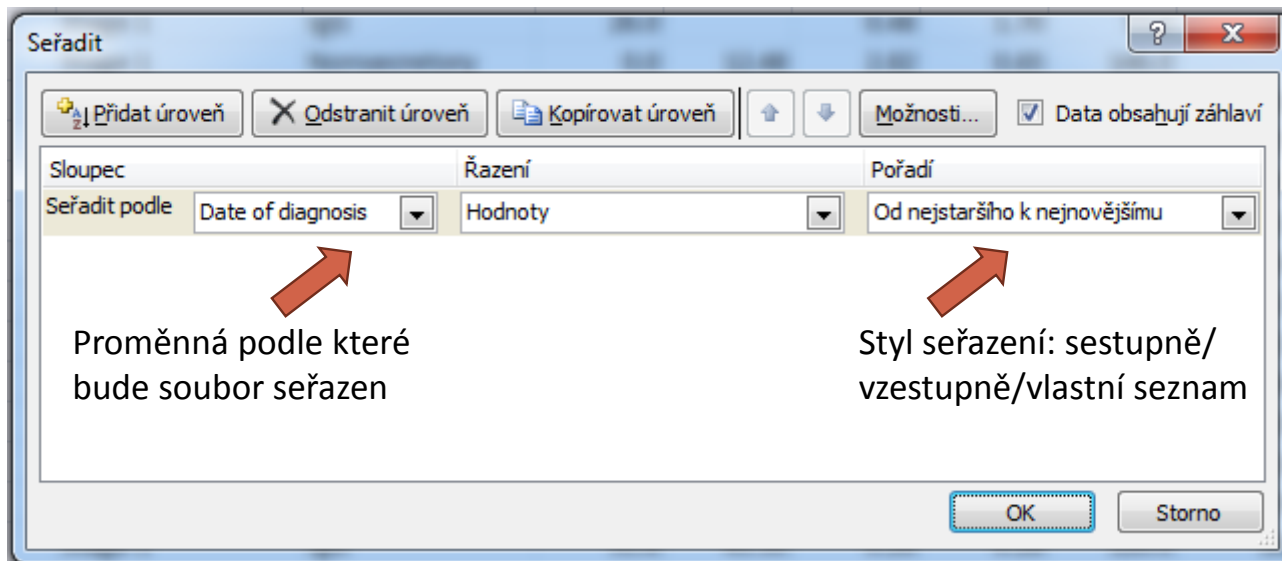 Seřadit
Přidat úroveň Odstranit úroveň Kopírovat úroveň Možnosti... Data obsahují záhlaví
Sloupec Řazení Pořadí
Seřadit podle Date of diagnosis Hodnoty Od nejstaršího k nejnovějšímu
Proměnná podle které
bude soubor seřazen
Styl seřazení: sestupně/
vzestupně/vlastní seznam
OK Storno